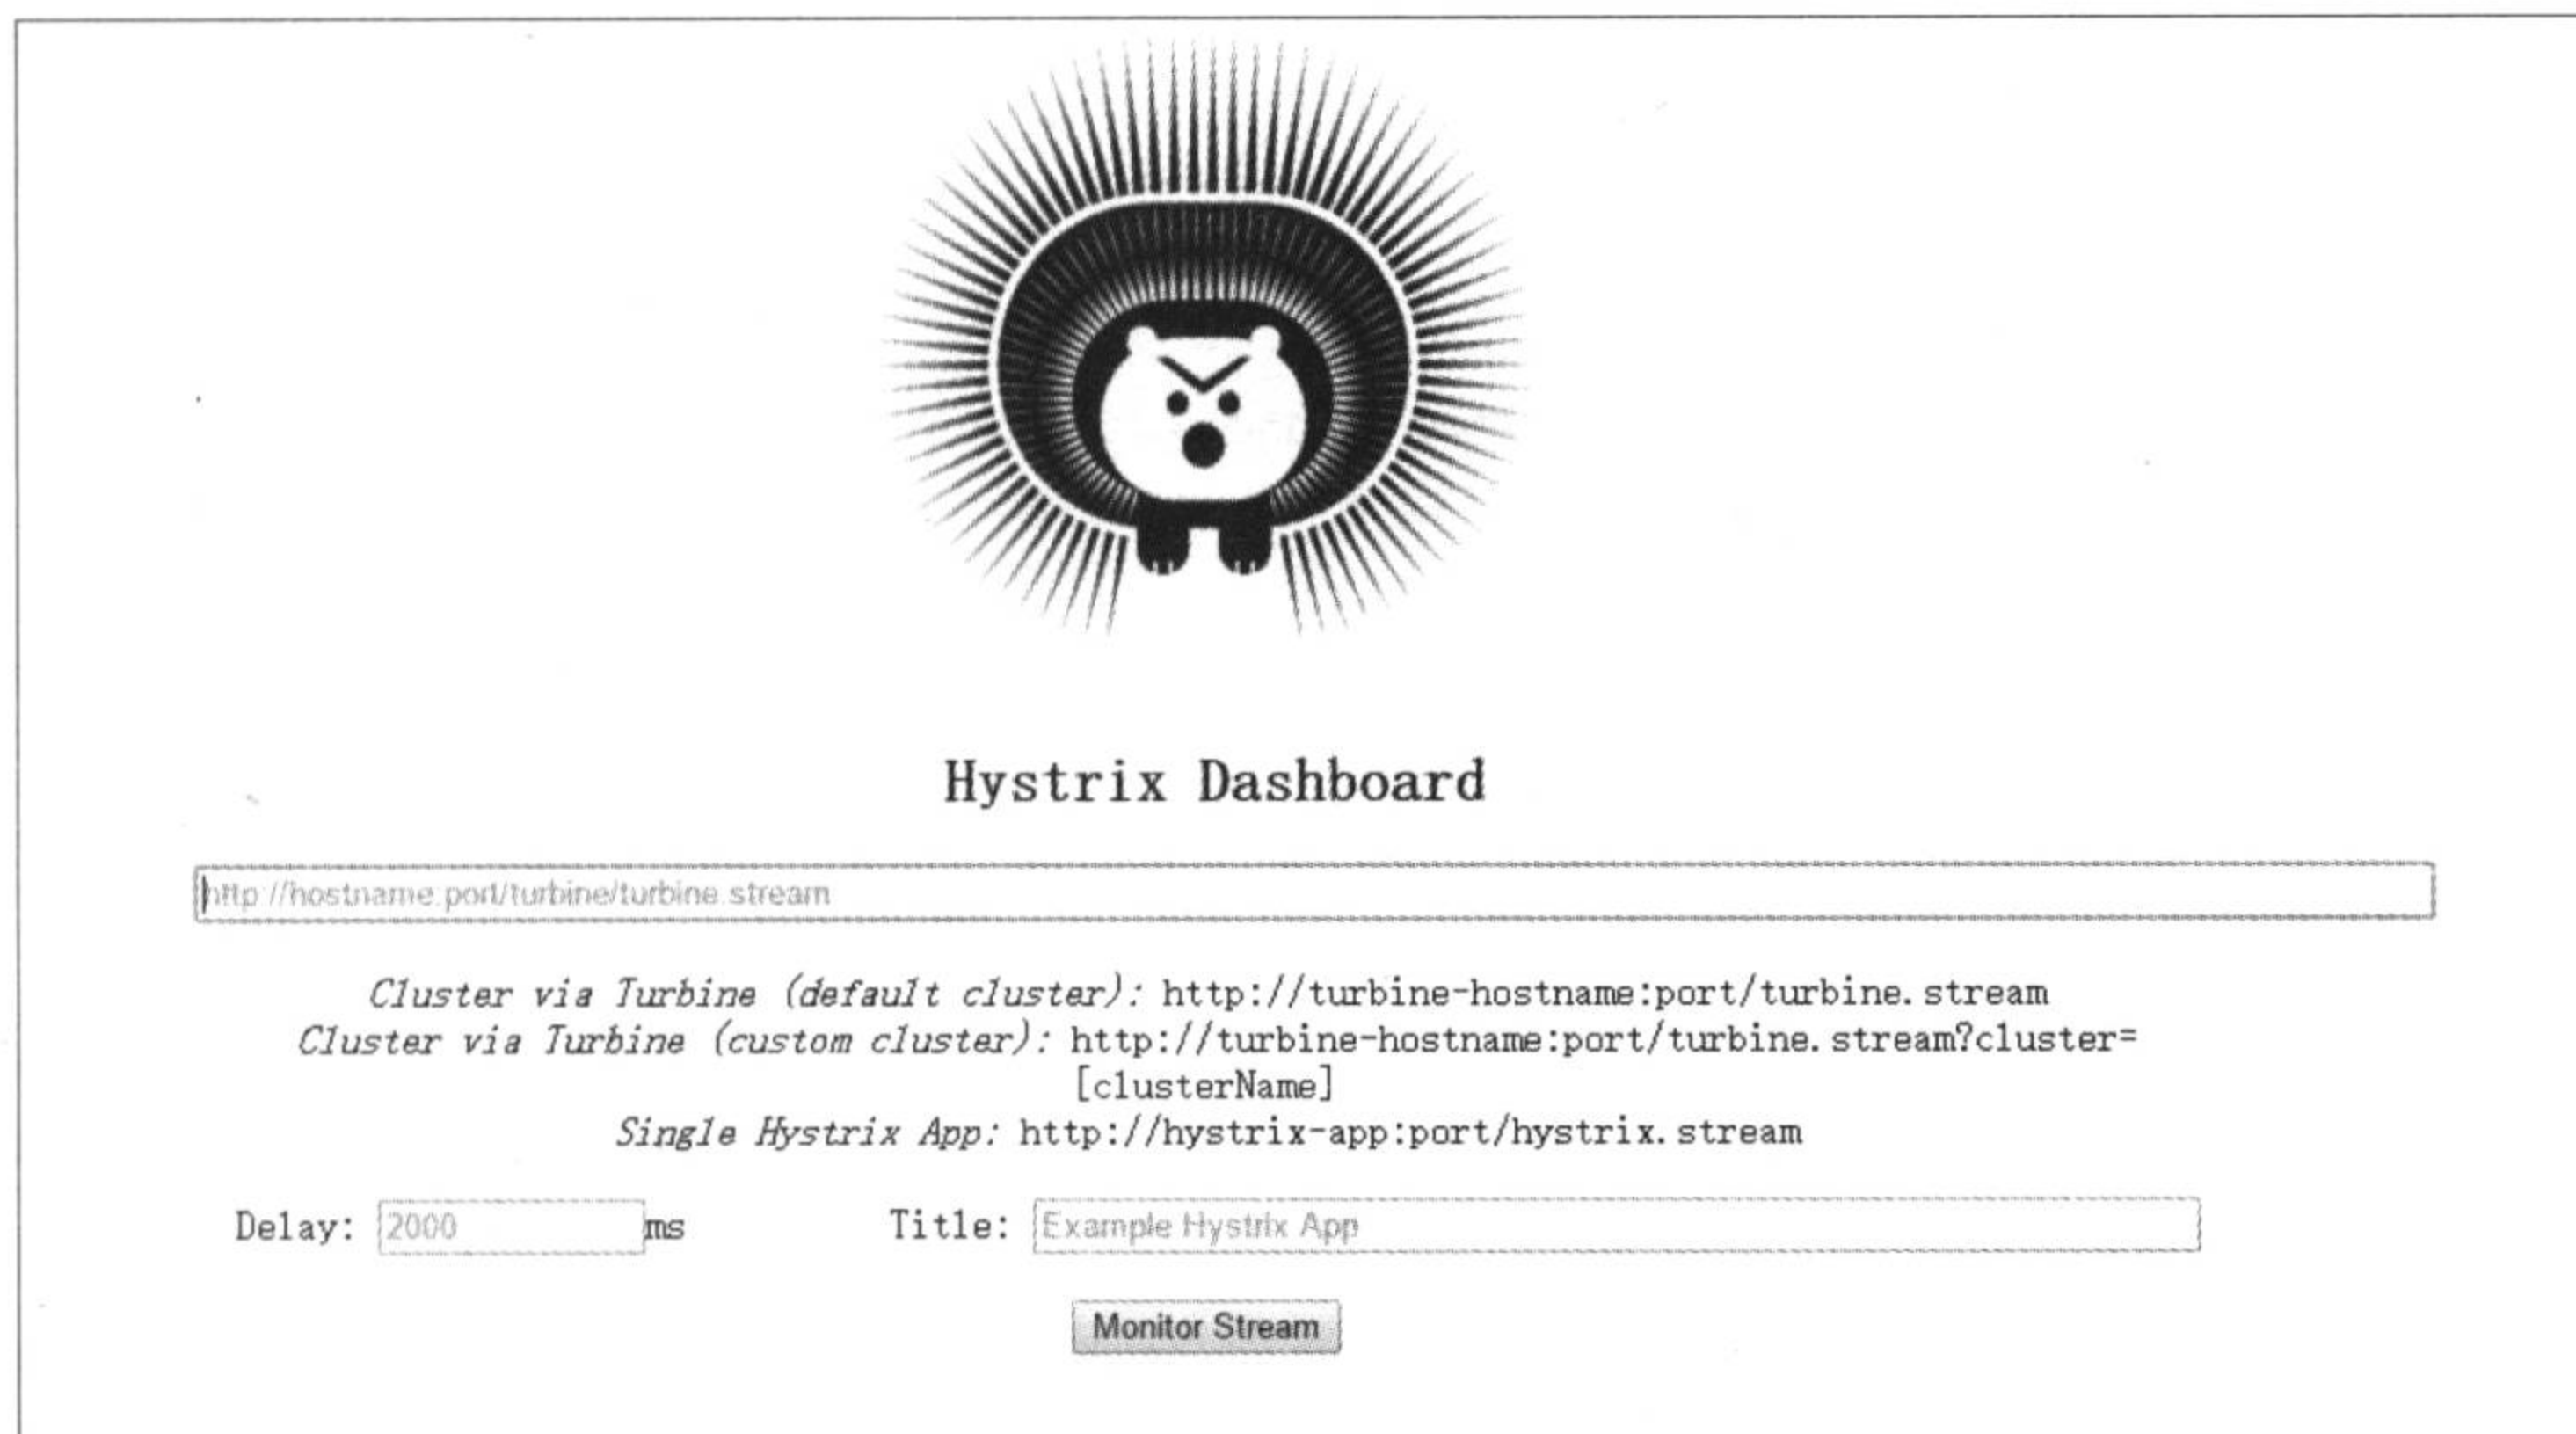 Hystrix Dashboard
http://hostname:port/turbine/turbine.stream
Cluster via Turbine (default cluster): http://turbine-hostname:port/turbine.stream
Cluster via Turbine (custom cluster): http://turbine-hostname:port/turbine.stream?cluster=
[clusterName]
Single Hystrix App: http://hystrix-app:port/hystrix.stream
Delay: 2000 ms Title: Example Hystrix App
Monitor Stream